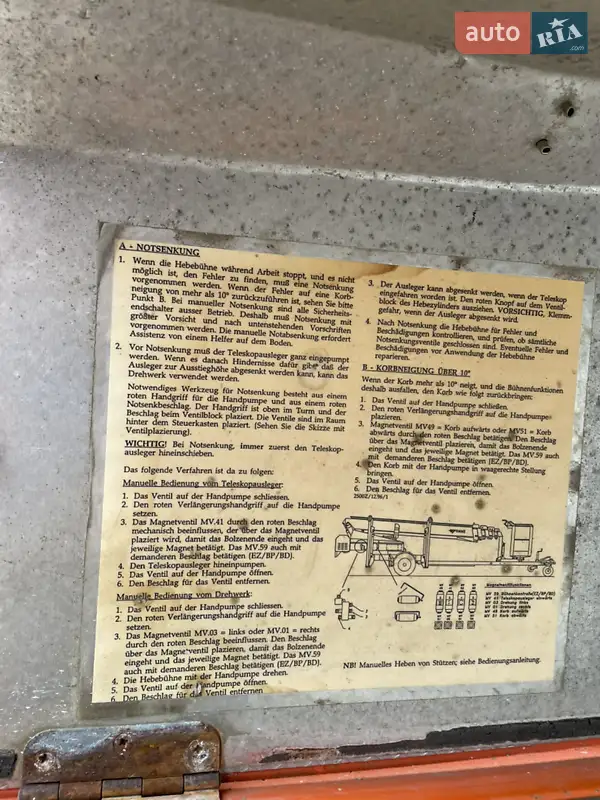 auto RIA .com
A - NOTSENKUNG
1. Wenn die Hebebühne während Arbeit stoppt, und es nicht
möglich ist, den Fehler zu finden, muß eine Notsenkung
vorgenommen werden. Wenn der Fehler auf eine Korb-
neigung von mehr als 10° zurückzuführen ist, sehen Sie bitte
Punkt B. Bei manueller Notsenkung sind alle Sicherheits-
endschalter ausser Betrieb. Deshalb muß Notsenkung mit
größter Vorsicht und nach untenstehenden Vorschriften
vorgenommen werden. Die manuelle Notabsenkung erfordert
Assistenz von einem Helfer auf dem Boden.
2. Vor Notsenkung muß der Teleskopausleger ganz eingepumpt
werden. Wenn es danach Hindernisse dafür gibt daß der
Ausleger zur Ausstieghöhe abgesenkt werden kann, kann das
Drehwerk verwendet werden.
Notwendiges Werkzeug für Notsenkung besteht aus einem
roten Handgriff für die Handpumpe und aus einem roten
Notsenkbeschlag. Der Handgriff ist oben im Turm und der
Beschlag beim Ventilblock plaziert. Die Ventile sind im Raum
hinter dem Steuerkasten plaziert. (Sehen Sie die Skizze mit
Ventilplazierung).
WICHTIG! Bei Notsenkung, immer zuerst den Teleskop-
ausleger hineinschieben.
Das folgende Verfahren ist da zu folgen:
Manuelle Bedienung vom Teleskopausleger:
1. Das Ventil auf der Handpumpe schliessen.
2. Den roten Verlängerungshandgriff auf die Handpumpe
setzen.
3. Das Magnetventil MV.41 durch den roten Beschlag
mechanisch beeinflussen, der über das Magnetventil
plaziert wird, damit das Bolzenende eingeht und das
jeweilige Magnet betätigt. Das MV.59 auch mit
demanderen Beschlag betätigen [EZ/BP/BD].
4. Den Teleskopausleger hineinpumpen.
5. Das Ventil auf der Handpumpe öffnen.
6. Den Beschlag für das Ventil entfernen.
Manuelle Bedienung vom Drehwerk:
1. Das Ventil auf der Handpumpe schliessen.
2. Den roten Verlängerungshandgriff auf die Handpumpe
setzen.
3. Das Magnetventil MV.03 = links oder MV.01 = rechts
durch den roten Beschlag beeinflussen. Den Beschlag
über das Magnetventil plazieren, damit das Bolzenende
eingeht und das jeweilige Magnet betätigt. Das MV.59
auch mit demanderen Beschlag betätigen [EZ/BP/BD].
4. Die Hebebühne mit der Handpumpe drehen.
5. Das Ventil auf der Handpumpe öffnen.
6. Den Beschlag für das Ventil entfernen
3. Der Ausleger kann abgesenkt werden, wenn der Teleskop
eingefahren worden ist. Den roten Knopf auf dem Ventil-
block des Hebezylinders ausziehen. VORSICHTIG, Klemen-
gefahr, wenn der Ausleger abgesenkt wird.
4. Nach Notsenkung die Hebebühne für Fehler und
Beschädigungen kontrollieren, und prüfen, ob sämtliche
Notsenkungsventile geschlossen sind. Eventuelle Fehler und
Beschädigungen vor Anwendung der Hebebühne
reparieren.
B - KORBNEIGUNG ÜBER 10°
Wenn der Korb mehr als 10° neigt, und die Bühnenfunktionen
deshalb ausfallen, den Korb wie folgt zurückbringen:
1. Das Ventil auf der Handpumpe schließen.
2. Den roten Verlängerungshandgriff auf die Handpumpe
plazieren.
3. Magnetventil MV49 = Korb aufwärts oder MV51 = Korb
abwärts durch den roten Beschlag betätigen. Den Beschlag
über das Magnetventil plazieren, damit das Bolzenende
eingeht und das jeweilige Magnet betätigt. Das MV.59 auch
mit demanderen Beschlag betätigen [EZ/BP/BD].
4. Den Korb mit der Handpumpe in waagerechte Stellung
bringen.
5. Das Ventil auf der Handpumpe öffnen.
6. Den Beschlag für das Ventil entfernen.
2500Z/12/96/1
Magnetventilfunktionen
NB! Manuelles Heben von Stützen; siehe Bedienungsanleitung.